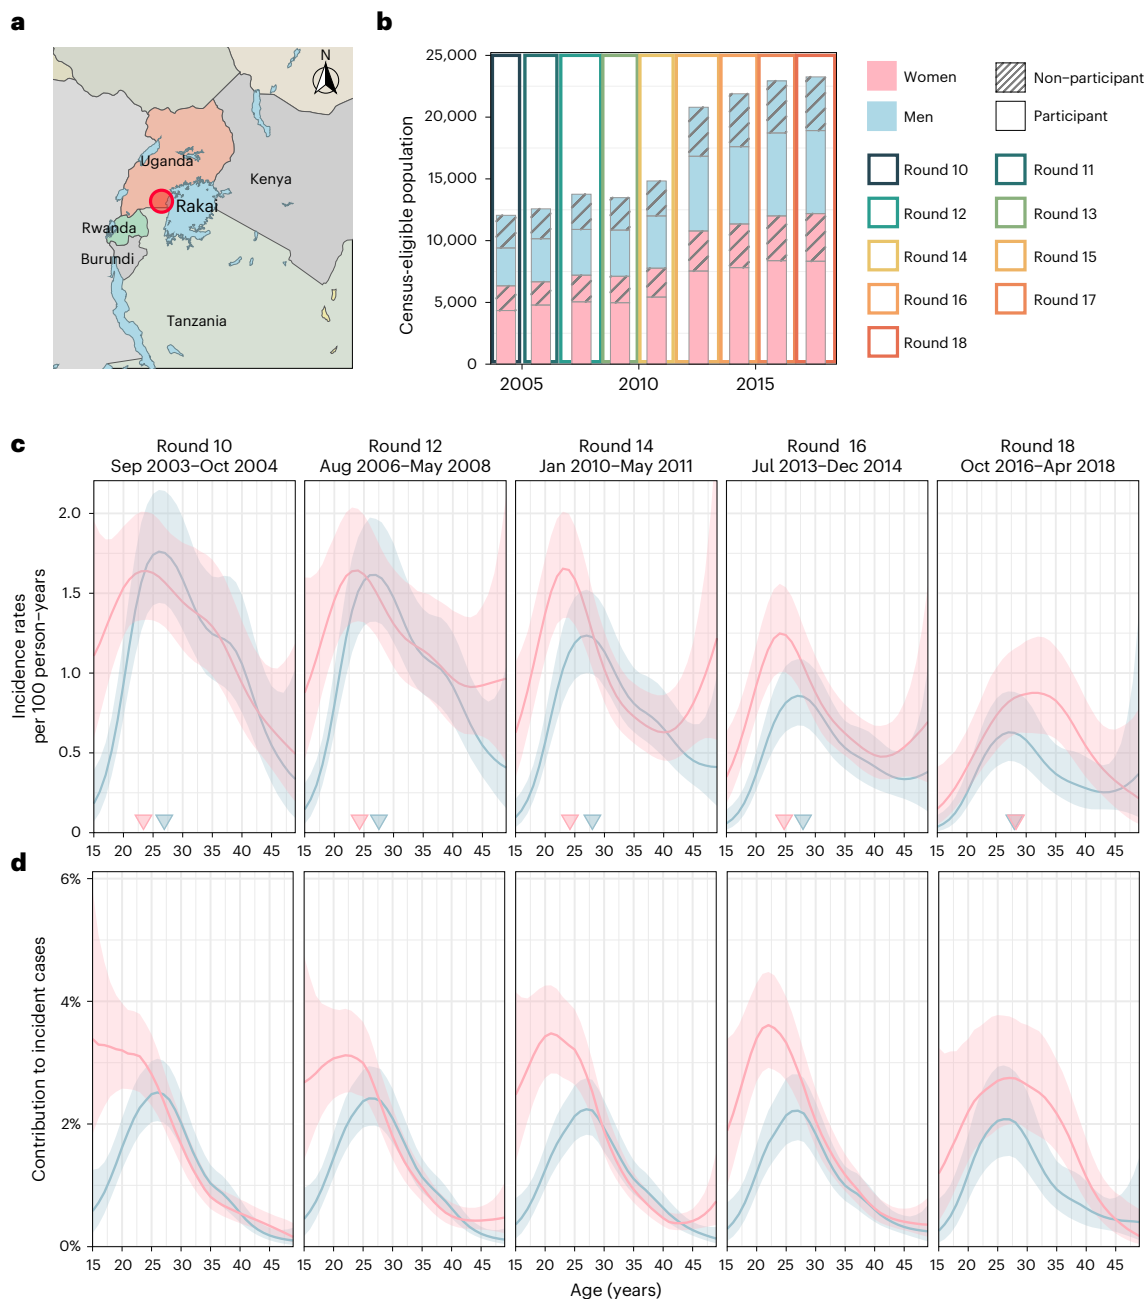 a
N
Uganda
Kenya
Rakai
Rwanda
Burundi
Tanzania
b
Census-eligible population
25,000
20,000
15,000
10,000
5,000
0
2005 2010 2015
Women Non–participant
Men Participant
Round 10 Round 11
Round 12 Round 13
Round 14 Round 15
Round 16 Round 17
Round 18
c
Round 10 Round 12 Round 14 Round 16 Round 18
Sep 2003–Oct 2004 Aug 2006–May 2008 Jan 2010–May 2011 Jul 2013–Dec 2014 Oct 2016–Apr 2018
Incidence rates
per 100 person–years
2.0
1.5
1.0
0.5
0
15 20 25 30 35 40 45 15 20 25 30 35 40 45 15 20 25 30 35 40 45 15 20 25 30 35 40 45 15 20 25 30 35 40 45
d
Contribution to incident cases
6%
4%
2%
0%
15 20 25 30 35 40 45 15 20 25 30 35 40 45 15 20 25 30 35 40 45 15 20 25 30 35 40 45 15 20 25 30 35 40 45
Age (years)